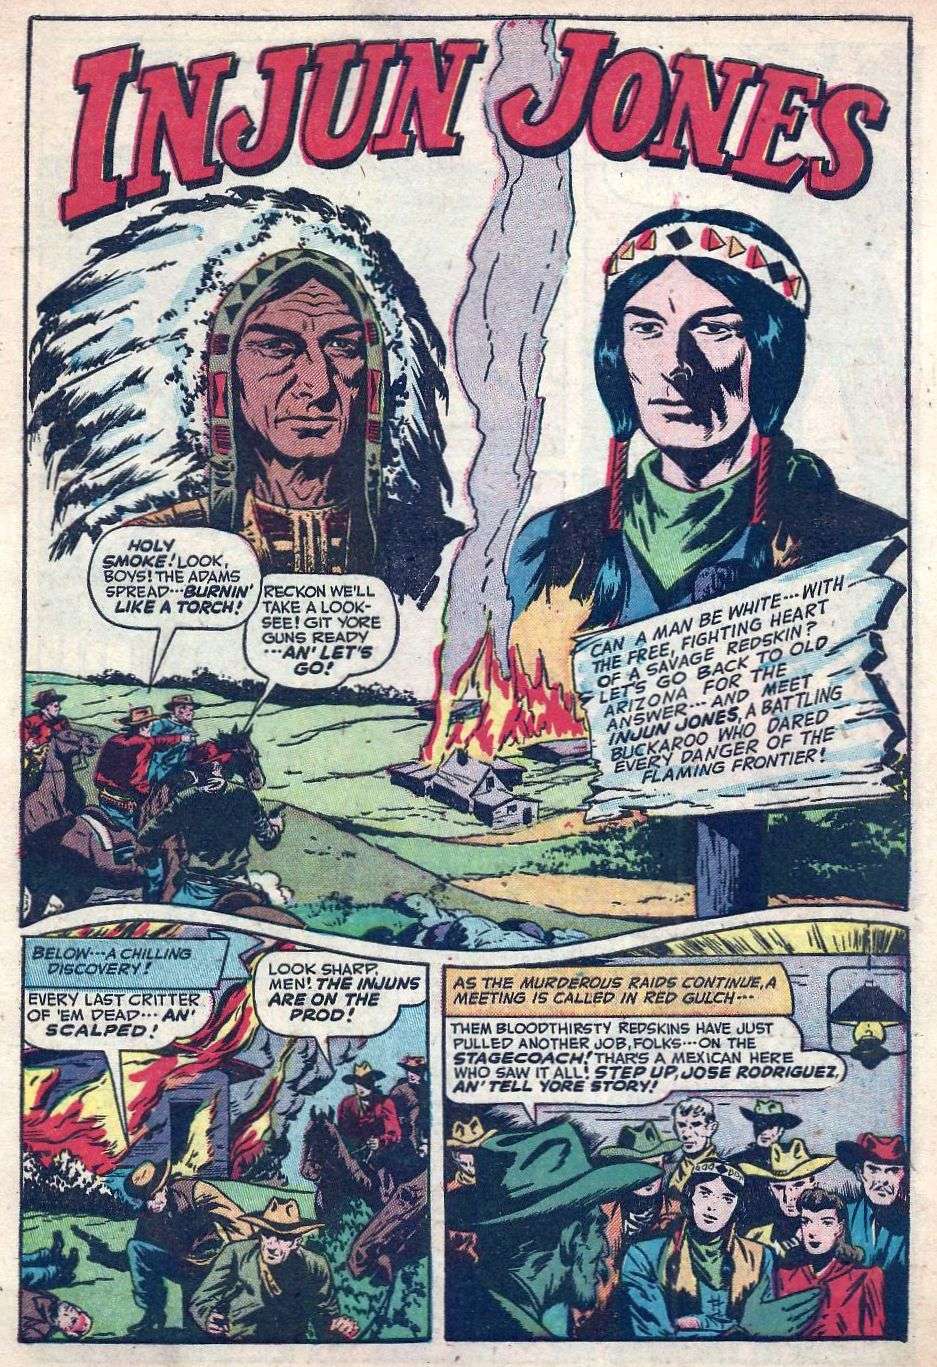 INJUN JONES
HOLY
SMOKE! LOOK,
BOYS! THE ADAMS
SPREAD---BURNIN'
LIKE A TORCH!
RECKON WE'LL
TAKE A LOOK-
SEE! GIT YORE
GUNS READY
---AN' LET'S
GO!
CAN A MAN BE WHITE---WITH
THE FREE, FIGHTING HEART
OF A SAVAGE REDSKIN?
LET'S GO BACK TO OLD
ARIZONA FOR THE
ANSWER---AND MEET
INJUN JONES, A BATTLING
BUCKAROO WHO DARED
EVERY DANGER OF THE
FLAMING FRONTIER!
BELOW---A CHILLING
DISCOVERY!
EVERY LAST CRITTER
OF 'EM DEAD---AN'
SCALPED!
LOOK SHARP,
MEN! THE INJUNS
ARE ON THE
PROD!
AS THE MURDEROUS RAIDS CONTINUE, A
MEETING IS CALLED IN RED GULCH---
THEM BLOODTHIRSTY REDSKINS HAVE JUST
PULLED ANOTHER JOB, FOLKS---ON THE
STAGECOACH! THAR'S A MEXICAN HERE
WHO SAW IT ALL! STEP UP, JOSE RODRIGUEZ,
AN' TELL YORE STORY!